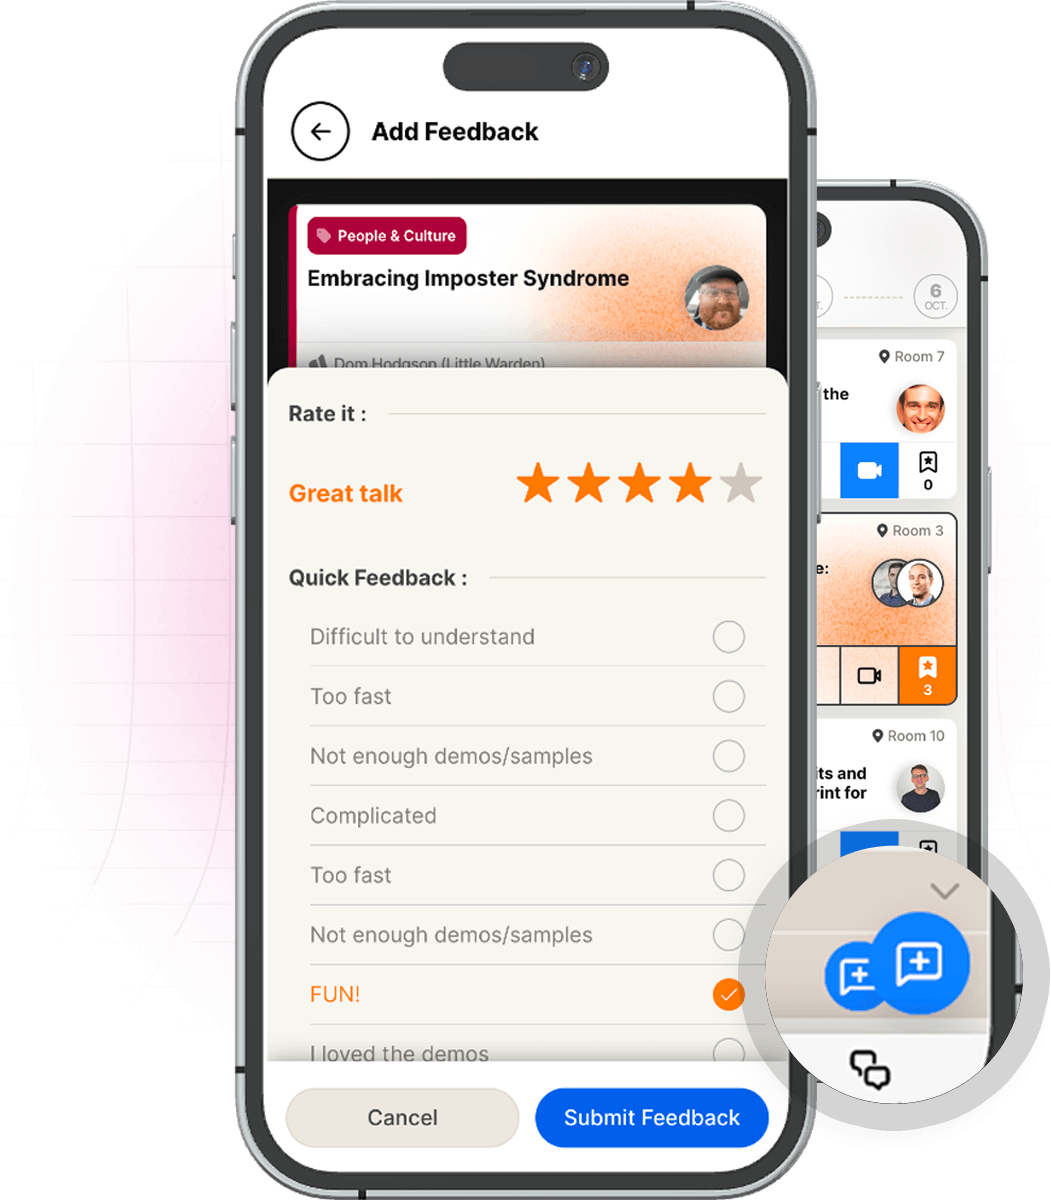 Add Feedback
People & Culture
Embracing Imposter Syndrome
Dom Hodgson (Little Warden)
Rate it :
Great talk
Quick Feedback :
Difficult to understand
Too fast
Not enough demos/samples
Complicated
Too fast
Not enough demos/samples
FUN!
I loved the demos
Cancel
Submit Feedback
T.
6
OCT.
Room 7
the
0
Room 3
e:
3
Room 10
its and
rint for